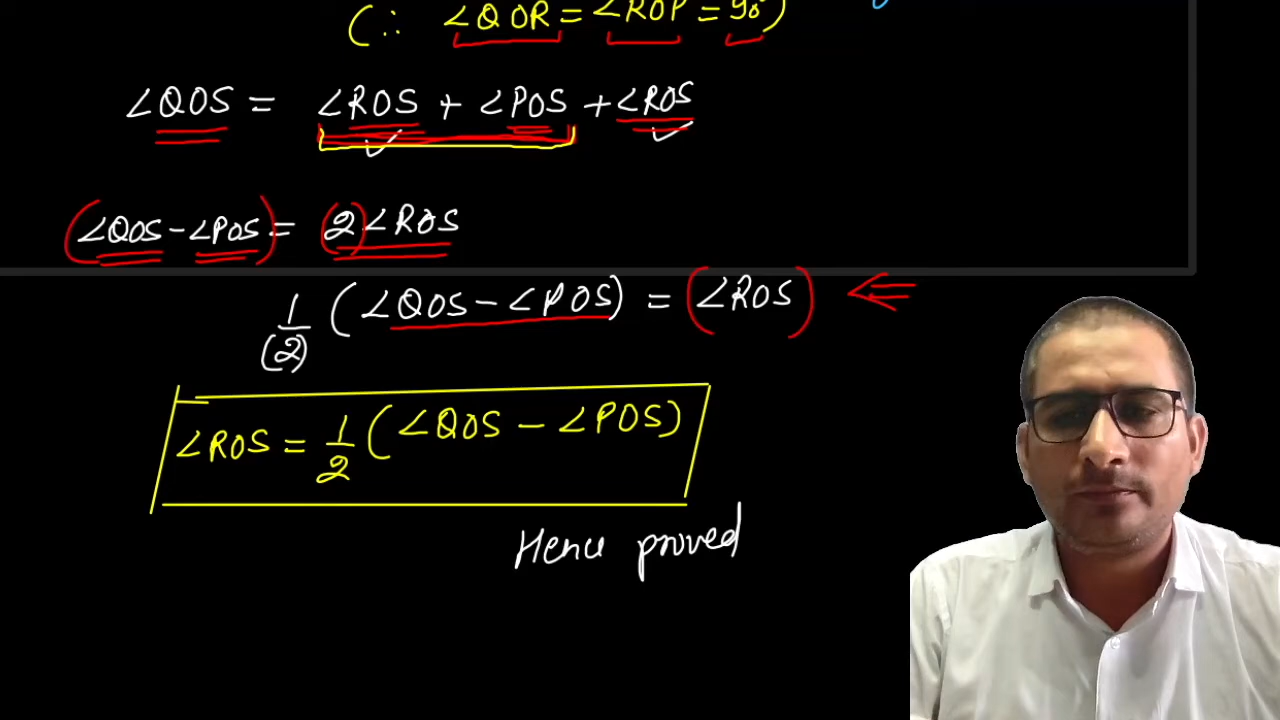 (∴ ∠QOR = ∠ROP = 90°)
∠QOS = ∠ROS + ∠POS + ∠ROS
(∠QOS - ∠POS) = (2)∠ROS
1/(2) (∠QOS - ∠POS) = (∠ROS) ⇐
∠ROS = 1/2 (∠QOS - ∠POS)
Hence proved